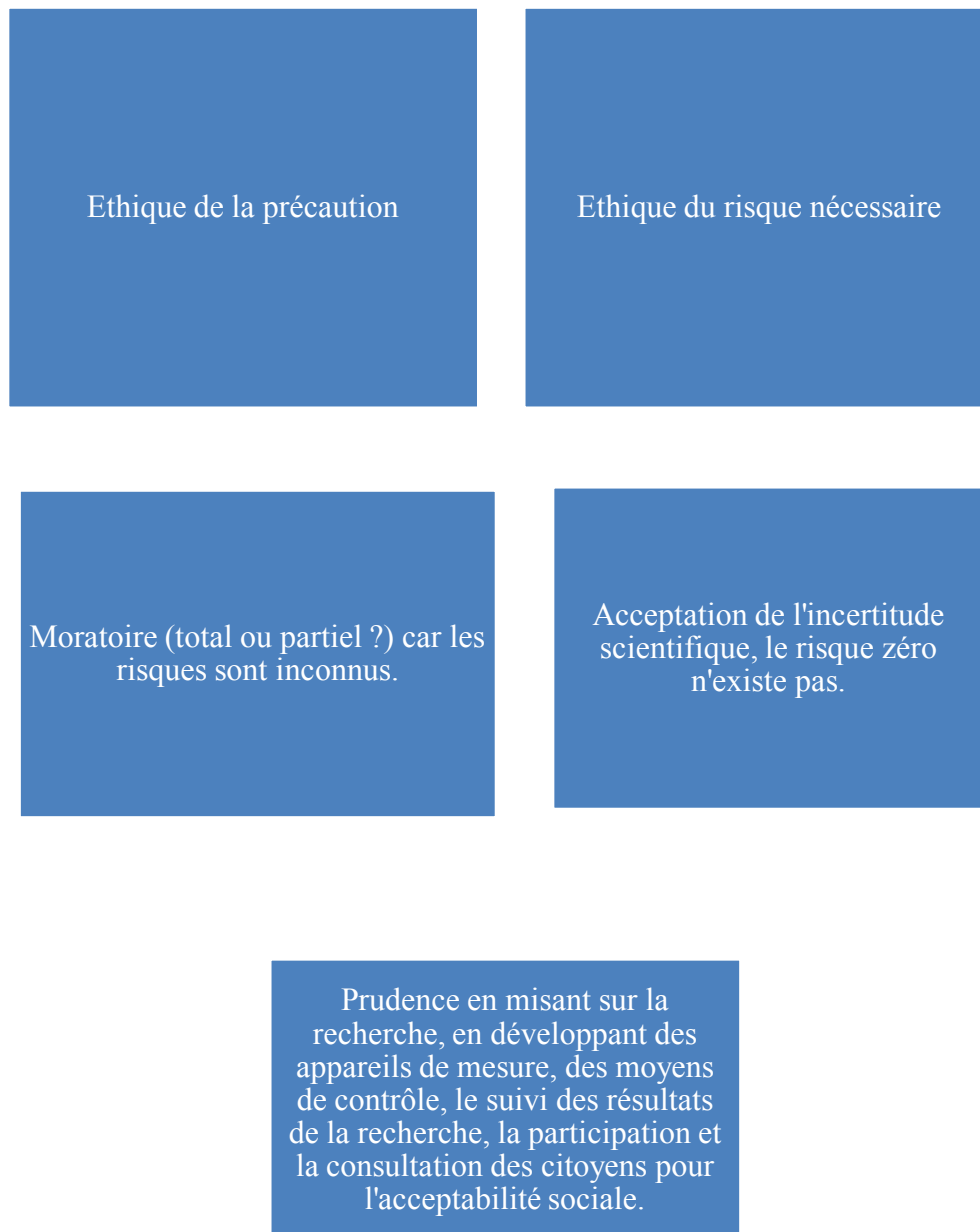 Ethique de la précaution
Ethique du risque nécessaire
Moratoire (total ou partiel ?) car les
risques sont inconnus.
Acceptation de l'incertitude
scientifique, le risque zéro
n'existe pas.
Prudence en misant sur la
recherche, en développant des
appareils de mesure, des moyens
de contrôle, le suivi des résultats
de la recherche, la participation et
la consultation des citoyens pour
l'acceptabilité sociale.